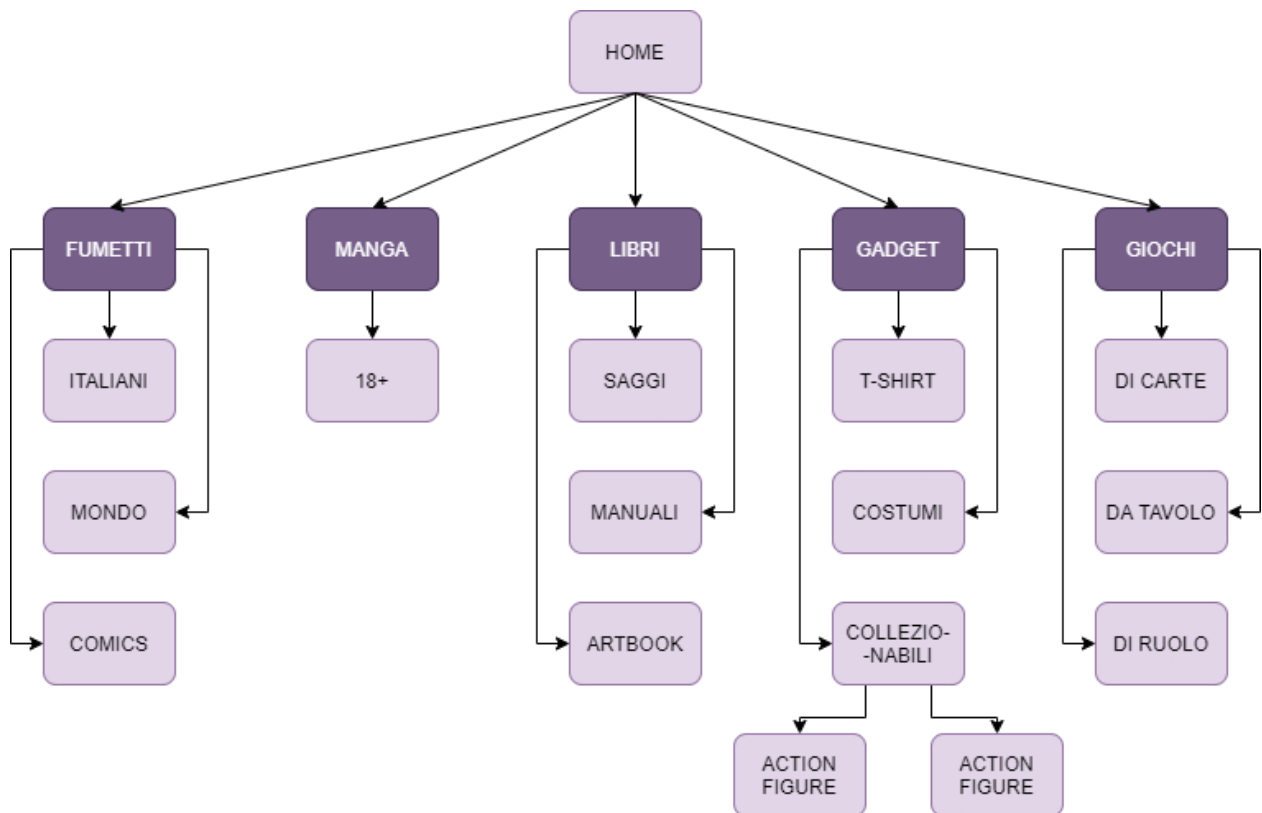 HOME
FUMETTI
MANGA
LIBRI
GADGET
GIOCHI
ITALIANI
18+
SAGGI
T-SHIRT
DI CARTE
MONDO
MANUALI
COSTUMI
DA TAVOLO
COMICS
ARTBOOK
COLLEZIO-
-NABILI
DI RUOLO
ACTION
FIGURE
ACTION
FIGURE